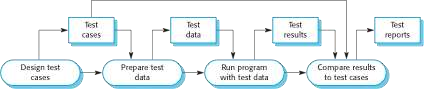 Test
cases
Test
data
Test
results
Test
reports
Design test
cases
Prepare test
data
Run program
with test data
Compare results
to test cases